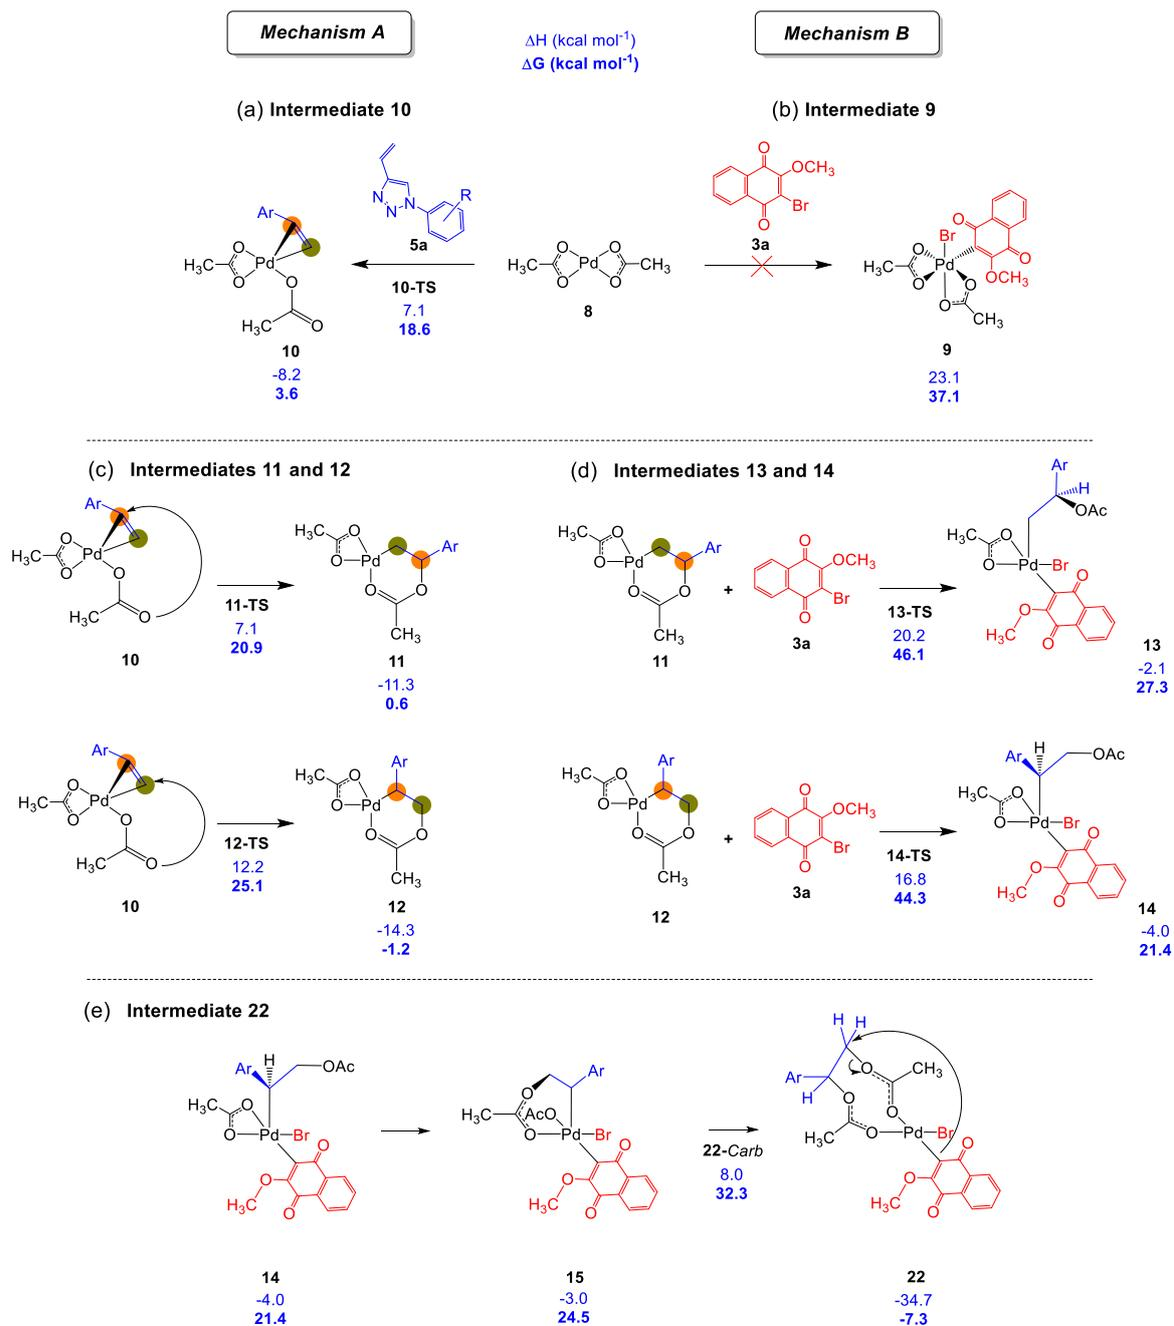 Mechanism A
Mechanism B
ΔH (kcal mol-1)
ΔG (kcal mol-1)
(a) Intermediate 10
(b) Intermediate 9
Ar
O
O
Pd
H3C
O
H3C
O
10
-8.2
3.6
N
N
N
R
5a
10-TS
7.1
18.6
H3C
O
O
Pd
O
O
CH3
8
O
OCH3
Br
O
3a
Br
O
O
OCH3
O
O
Pd
H3C
O
O
CH3
9
23.1
37.1
(c) Intermediates 11 and 12
(d) Intermediates 13 and 14
Ar
H3C
O
O
Pd
O
H3C
O
10
11-TS
7.1
20.9
H3C
O
O
Pd
Ar
O
O
CH3
11
-11.3
0.6
H3C
O
O
Pd
Ar
O
O
CH3
11
+
O
OCH3
Br
O
3a
13-TS
20.2
46.1
Ar
H
OAc
H3C
O
O
Pd
Br
O
O
H3C
O
13
-2.1
27.3
Ar
H3C
O
O
Pd
O
H3C
O
10
12-TS
12.2
25.1
Ar
H3C
O
O
Pd
O
O
CH3
12
-14.3
-1.2
Ar
H3C
O
O
Pd
O
O
CH3
12
+
O
OCH3
Br
O
3a
14-TS
16.8
44.3
H
Ar
OAc
H3C
O
O
Pd
Br
O
O
H3C
O
14
-4.0
21.4
(e) Intermediate 22
H
Ar
OAc
H3C
O
O
Pd
Br
O
O
H3C
O
14
-4.0
21.4
Ar
O
H3C
AcO
O
Pd
Br
O
O
H3C
O
15
-3.0
24.5
22-Carb
8.0
32.3
H
H
Ar
H
O
CH3
O
O
O
H3C
Pd
Br
O
O
H3C
O
22
-34.7
-7.3